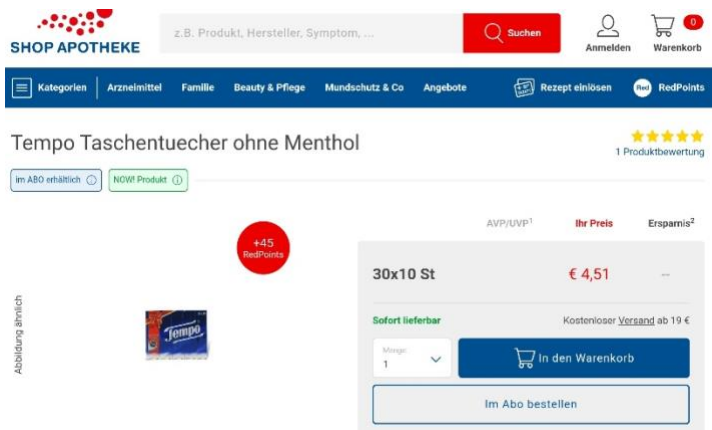 SHOP APOTHEKE
z.B. Produkt, Hersteller, Symptom, ...
Suchen
Anmelden
0
Warenkorb
Kategorien
Arzneimittel
Familie
Beauty & Pflege
Mundschutz & Co
Angebote
Rezept einlösen
Red
RedPoints
Tempo Taschentuecher ohne Menthol
1 Produktbewertung
im ABO erhältlich
NOW! Produkt
AVP/UVP¹
Ihr Preis
Ersparnis²
+45
RedPoints
30x10 St
€ 4,51
--
Abbildung ähnlich
Tempo
Sofort lieferbar
Kostenloser Versand ab 19 €
Menge
1
In den Warenkorb
Im Abo bestellen